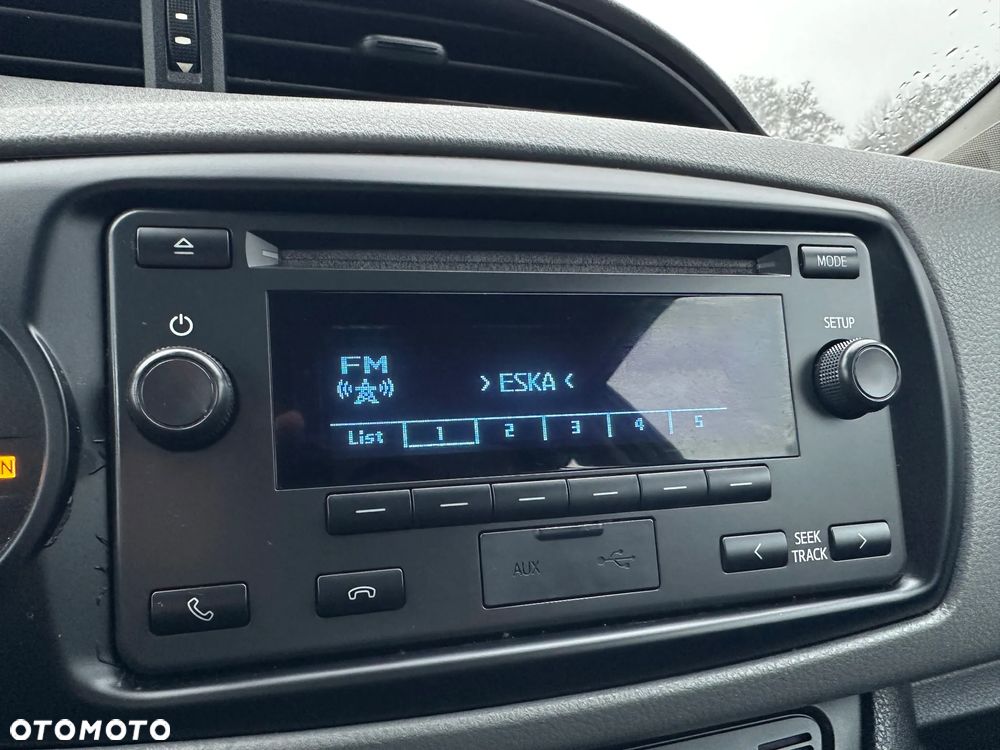 MODE
SETUP
FM
> ESKA <
List 1 2 3 4 5
N
AUX
SEEK
TRACK
OTOMOTO